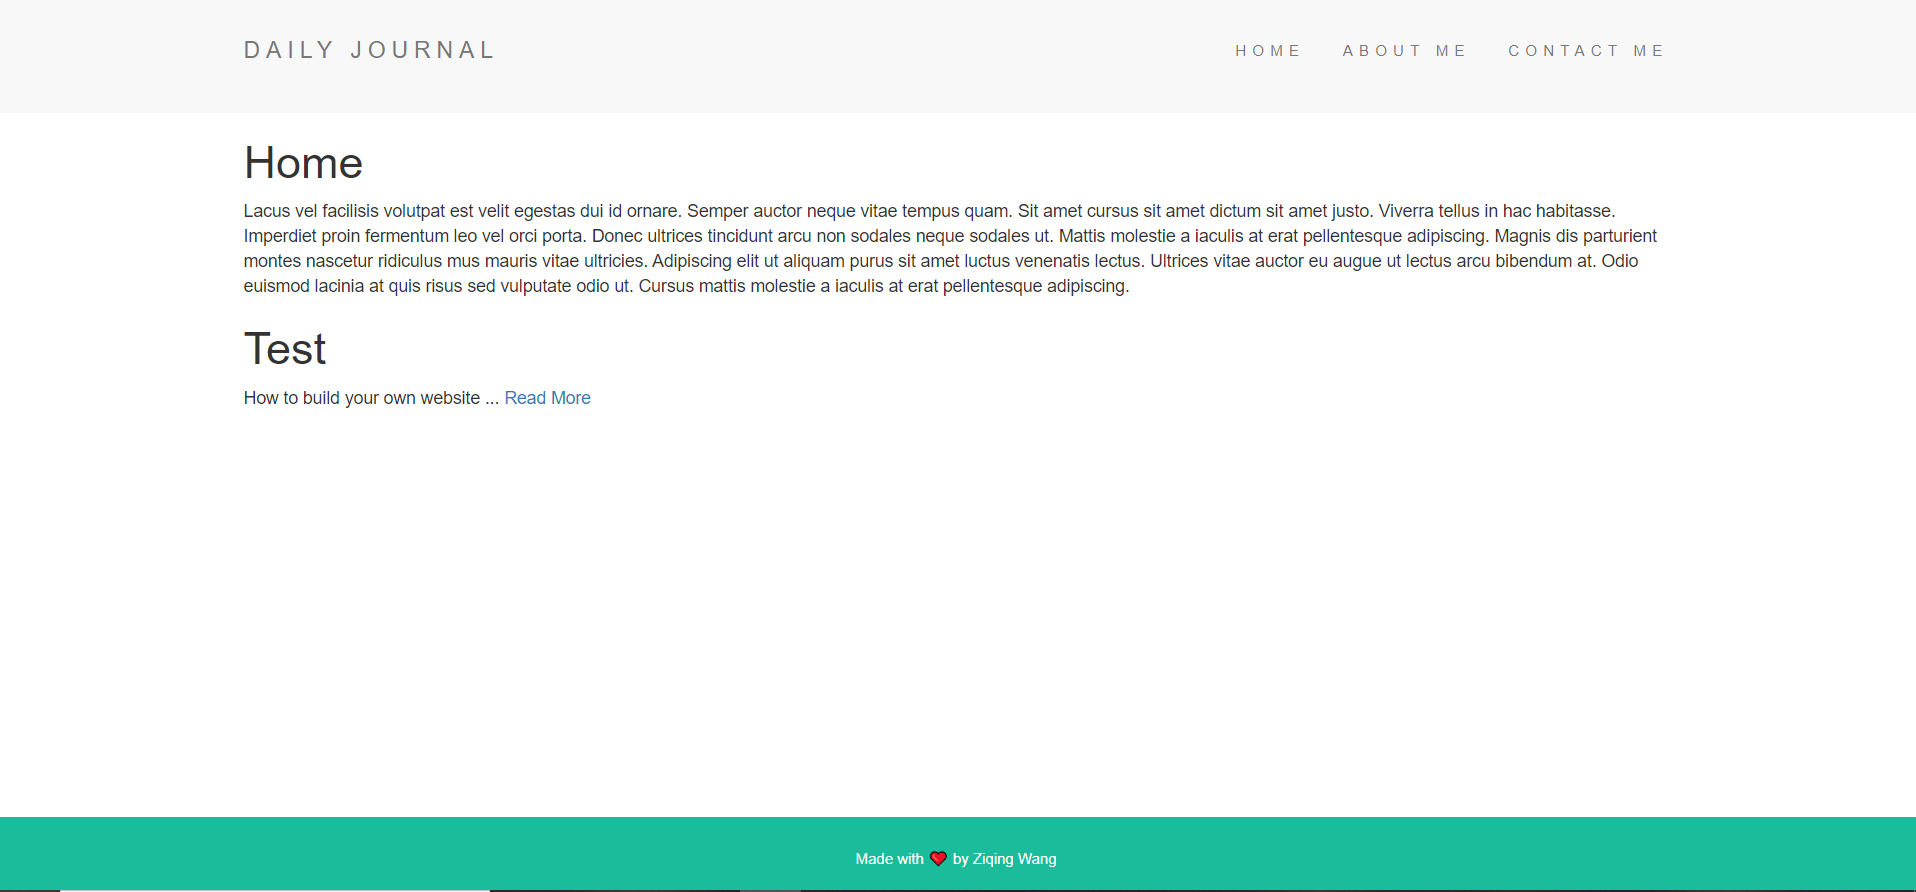 DAILY JOURNAL
HOME ABOUT ME CONTACT ME
Home
Lacus vel facilisis volutpat est velit egestas dui id ornare. Semper auctor neque vitae tempus quam. Sit amet cursus sit amet dictum sit amet justo. Viverra tellus in hac habitasse.
Imperdiet proin fermentum leo vel orci porta. Donec ultrices tincidunt arcu non sodales neque sodales ut. Mattis molestie a iaculis at erat pellentesque adipiscing. Magnis dis parturient
montes nascetur ridiculus mus mauris vitae ultricies. Adipiscing elit ut aliquam purus sit amet luctus venenatis lectus. Ultrices vitae auctor eu augue ut lectus arcu bibendum at. Odio
euismod lacinia at quis risus sed vulputate odio ut. Cursus mattis molestie a iaculis at erat pellentesque adipiscing.
Test
How to build your own website ... Read More
Made with ❤ by Ziqing Wang